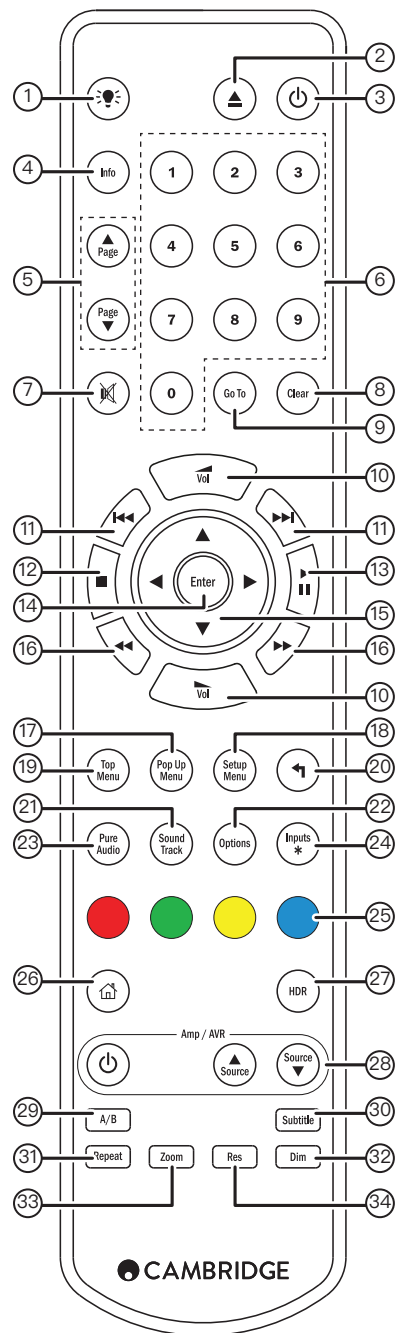 2
1
3
4
Info
1
2
3
5
Page
4
5
6
6
Page
7
8
9
7
0
Go To
Clear
8
9
Vol
10
11
11
12
13
14
Enter
15
16
16
Vol
10
17
18
19
Top Menu
Pop Up Menu
Setup Menu
20
21
22
23
Pure Audio
Sound Track
Options
Inputs *
24
25
26
HDR
27
Amp / AVR
Source
Source
28
29
A/B
Subtitle
30
31
Repeat
Zoom
Res
Dim
32
33
34
CAMBRIDGE